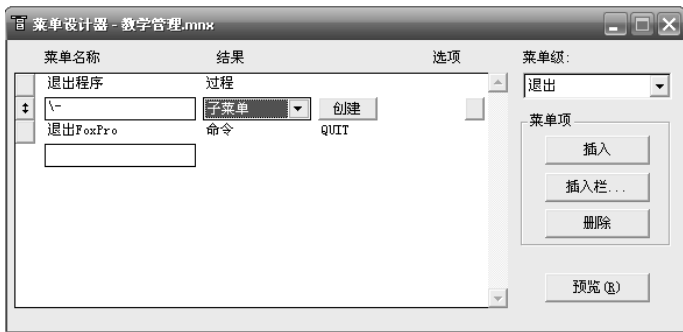 菜单设计器 - 教学管理.mnx
菜单名称 结果 选项 菜单级:
退出程序 过程
退出
\- 子菜单 创建
退出FoxPro 命令 QUIT
菜单项
插入
插入栏...
删除
预览(R)